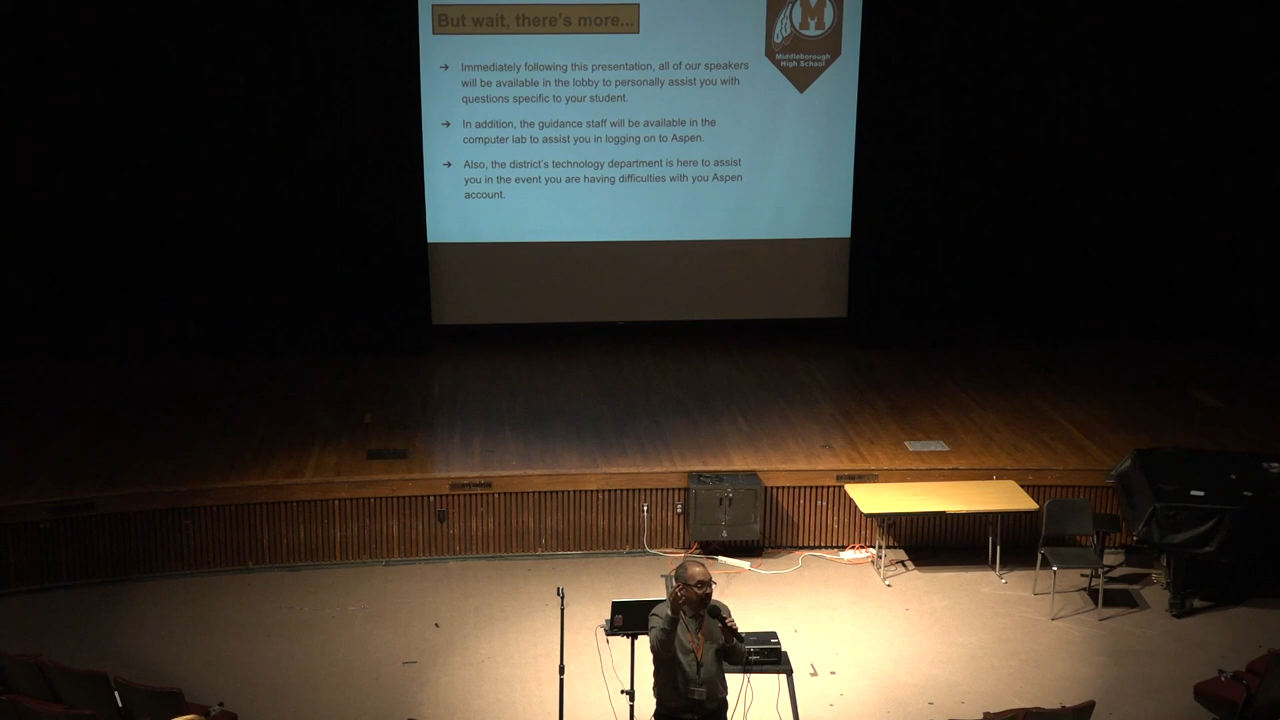 But wait, there's more...
M
Middleborough
High School
➔ Immediately following this presentation, all of our speakers
will be available in the lobby to personally assist you with
questions specific to your student.
➔ In addition, the guidance staff will be available in the
computer lab to assist you in logging on to Aspen.
➔ Also, the district's technology department is here to assist
you in the event you are having difficulties with you Aspen
account.